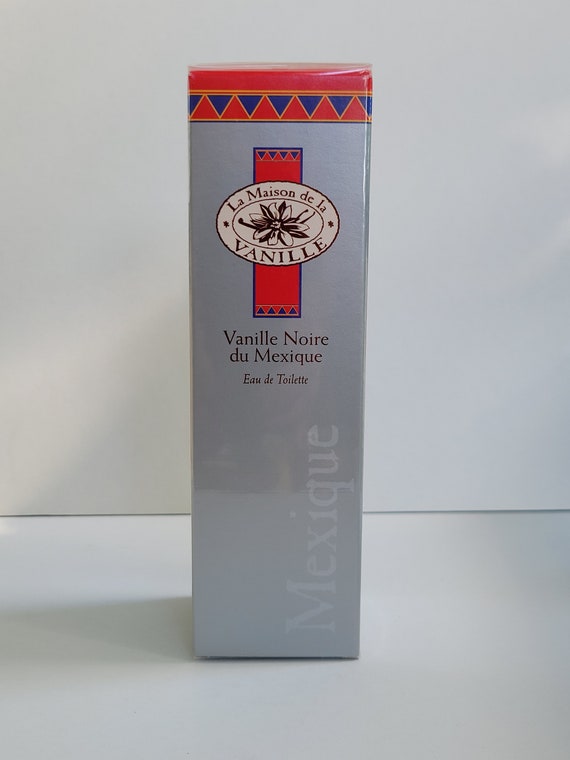 La Maison de la
VANILLE
Vanille Noire
du Mexique
Eau de Toilette
Mexique